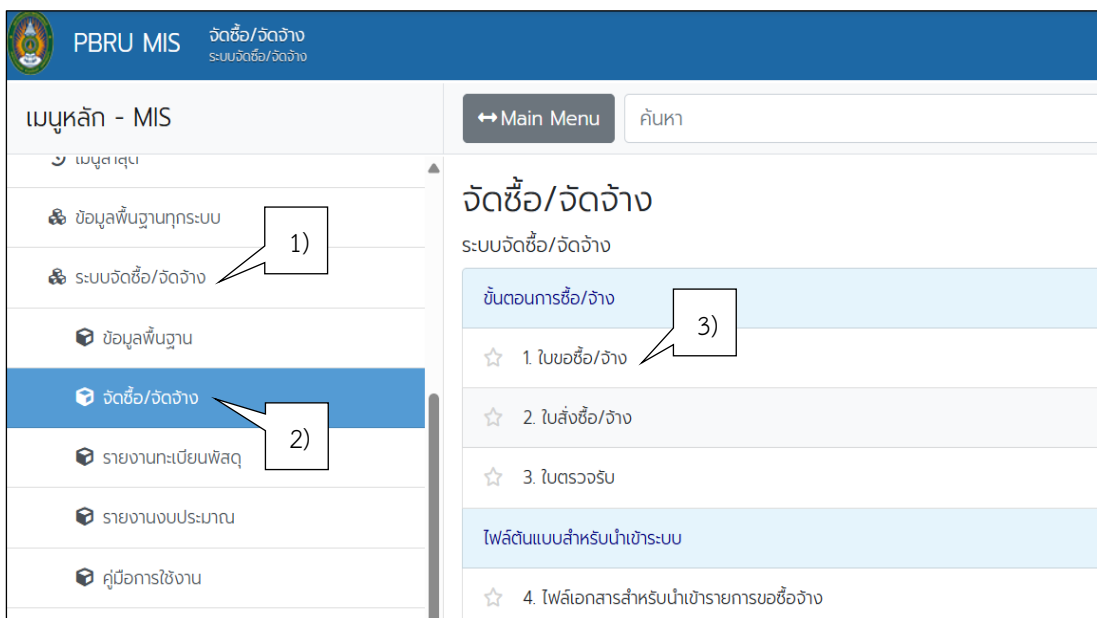 PBRU MIS
จัดซื้อ/จัดจ้าง
ระบบจัดซื้อ/จัดจ้าง
เมนูหลัก - MIS
เมนูล่าสุด
ข้อมูลพื้นฐานทุกระบบ
1)
ระบบจัดซื้อ/จัดจ้าง
ข้อมูลพื้นฐาน
จัดซื้อ/จัดจ้าง
2)
รายงานทะเบียนพัสดุ
รายงานงบประมาณ
คู่มือการใช้งาน
Main Menu
ค้นหา
จัดซื้อ/จัดจ้าง
ระบบจัดซื้อ/จัดจ้าง
ขั้นตอนการซื้อ/จ้าง
3)
1. ใบขอซื้อ/จ้าง
2. ใบสั่งซื้อ/จ้าง
3. ใบตรวจรับ
ไฟล์ต้นแบบสำหรับนำเข้าระบบ
4. ไฟล์เอกสารสำหรับนำเข้ารายการขอซื้อจ้าง